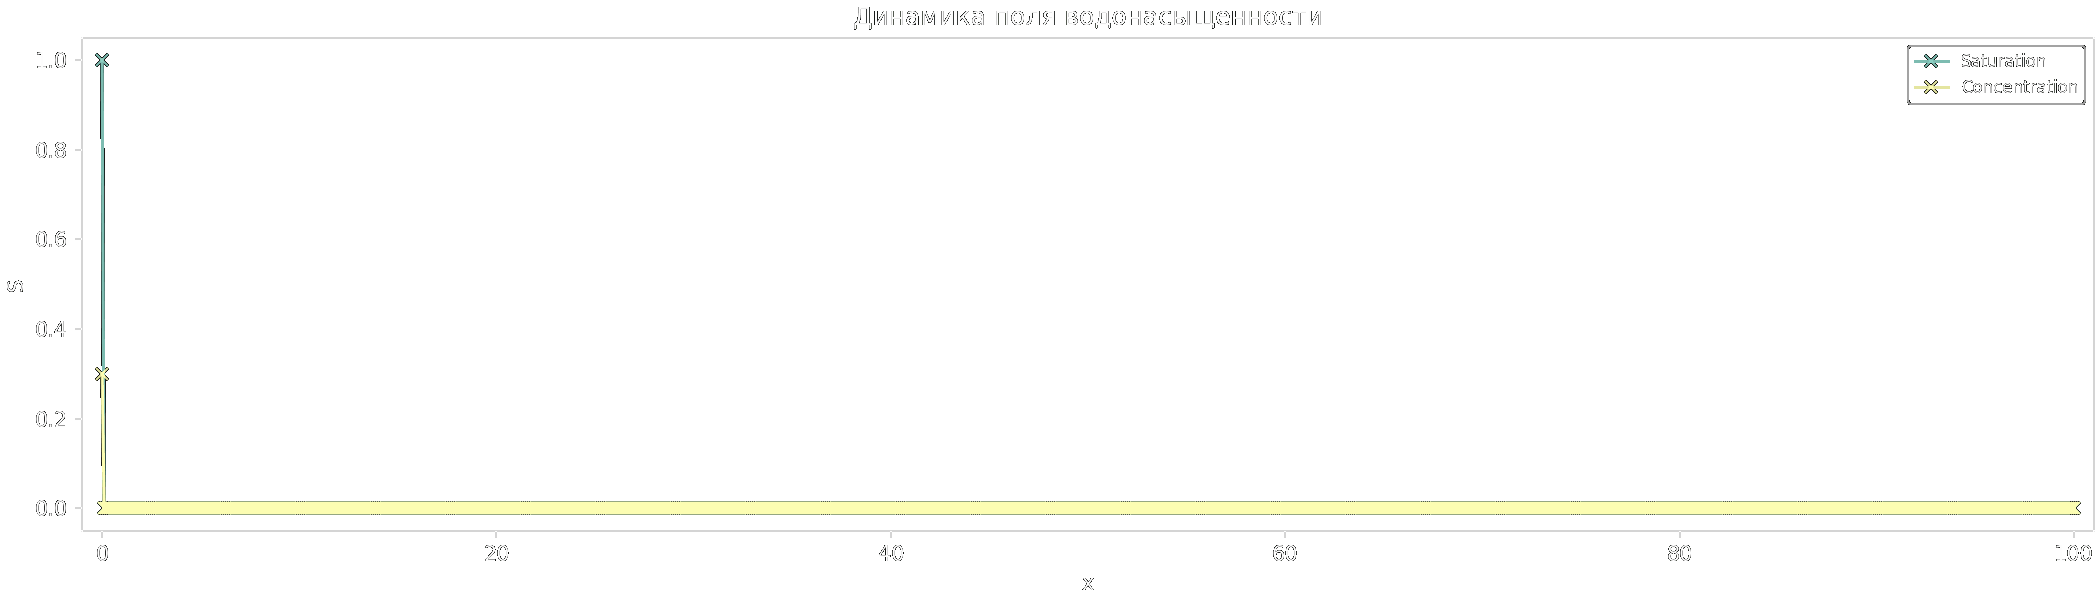 Динамика поля водонасыщенности
Saturation
Concentration
1.0
0.8
0.6
0.4
0.2
0.0
S
0 20 40 60 80 100
x